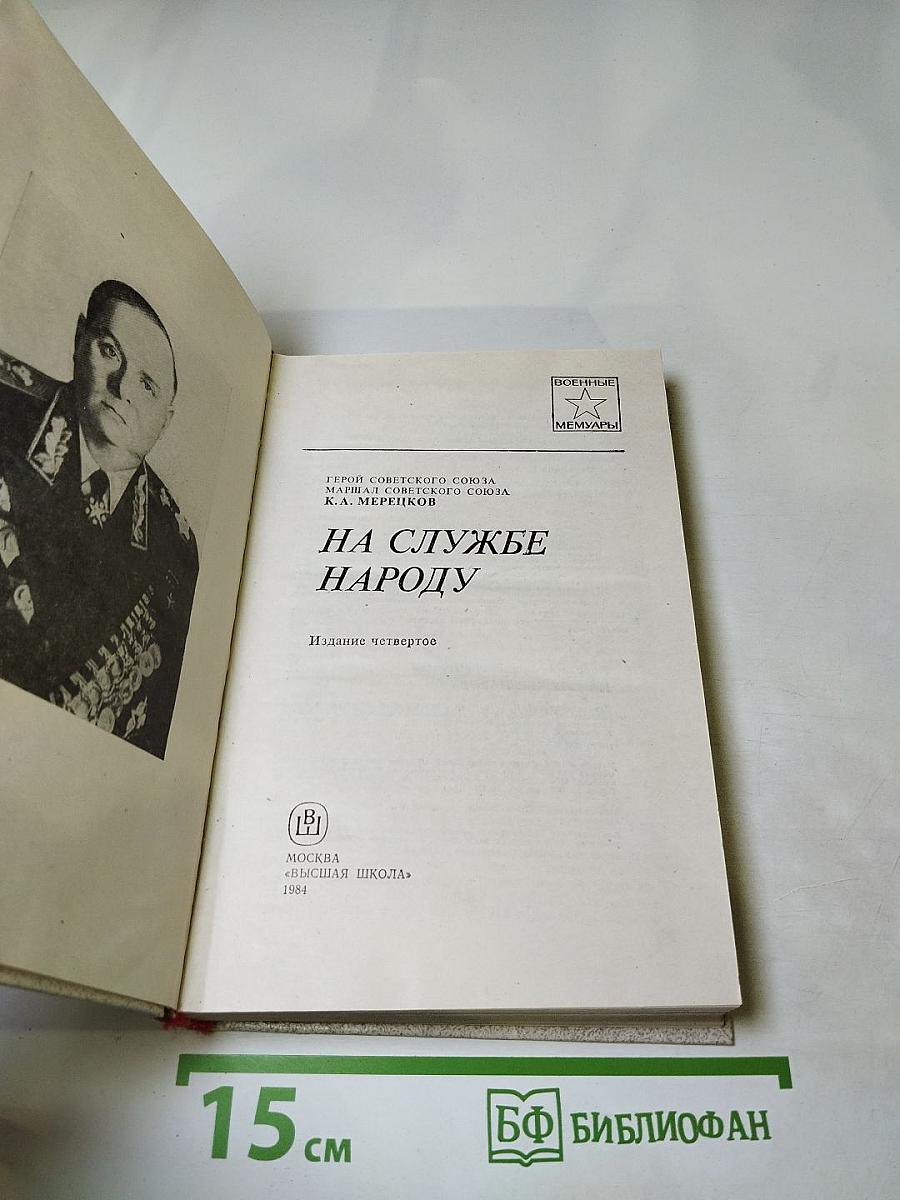 ВОЕННЫЕ
МЕМУАРЫ
ГЕРОЙ СОВЕТСКОГО СОЮЗА
МАРШАЛ СОВЕТСКОГО СОЮЗА
К.А. МЕРЕЦКОВ
НА СЛУЖБЕ
НАРОДУ
Издание четвертое
ВШ
МОСКВА
«ВЫСШАЯ ШКОЛА»
1984
15 см
БФ БИБЛИОФАН